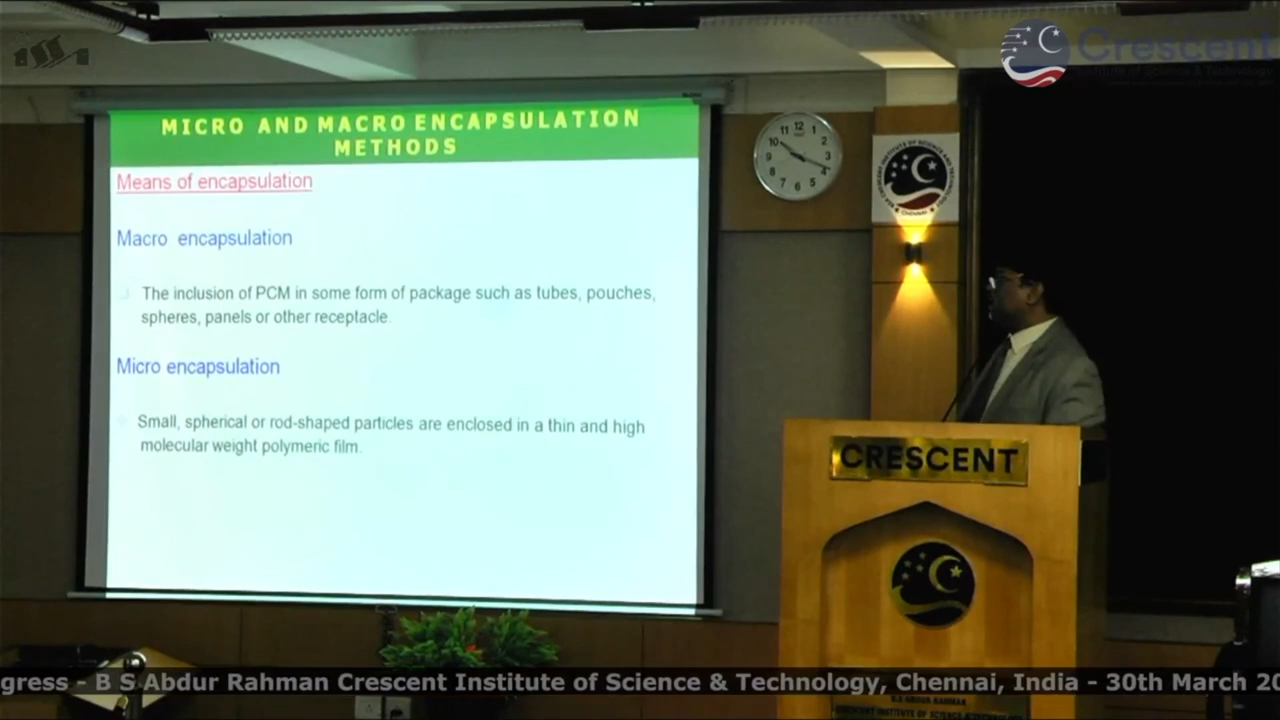 Crescent
MICRO AND MACRO ENCAPSULATION
METHODS
Means of encapsulation
Macro encapsulation
The inclusion of PCM in some form of package such as tubes, pouches,
spheres, panels or other receptacle.
Micro encapsulation
Small, spherical or rod-shaped particles are enclosed in a thin and high
molecular weight polymeric film.
CRESCENT
gress - B S Abdur Rahman Crescent Institute of Science & Technology, Chennai, India - 30th March 20